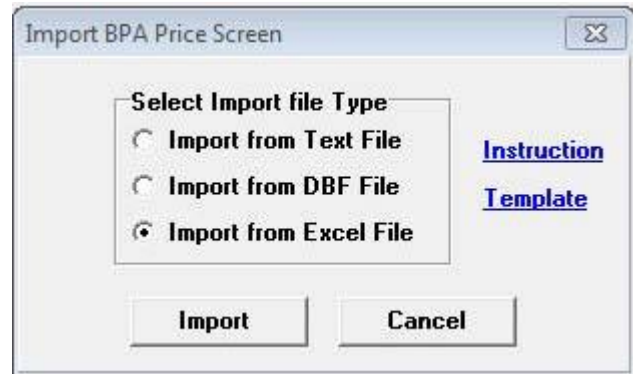 Import BPA Price Screen
Select Import file Type
Import from Text File
Import from DBF File
Import from Excel File
Instruction
Template
Import
Cancel